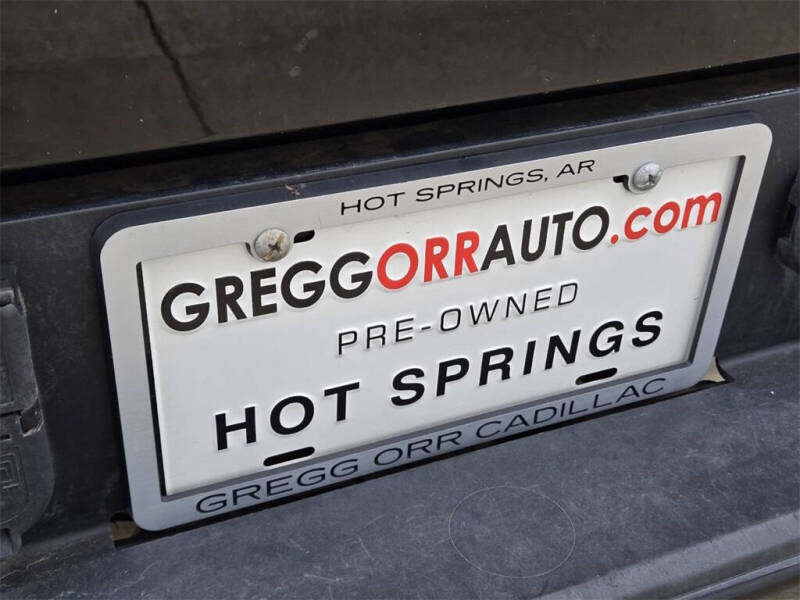 HOT SPRINGS, AR
GREGGORRAUTO.com
PRE-OWNED
HOT SPRINGS
GREGG ORR CADILLAC